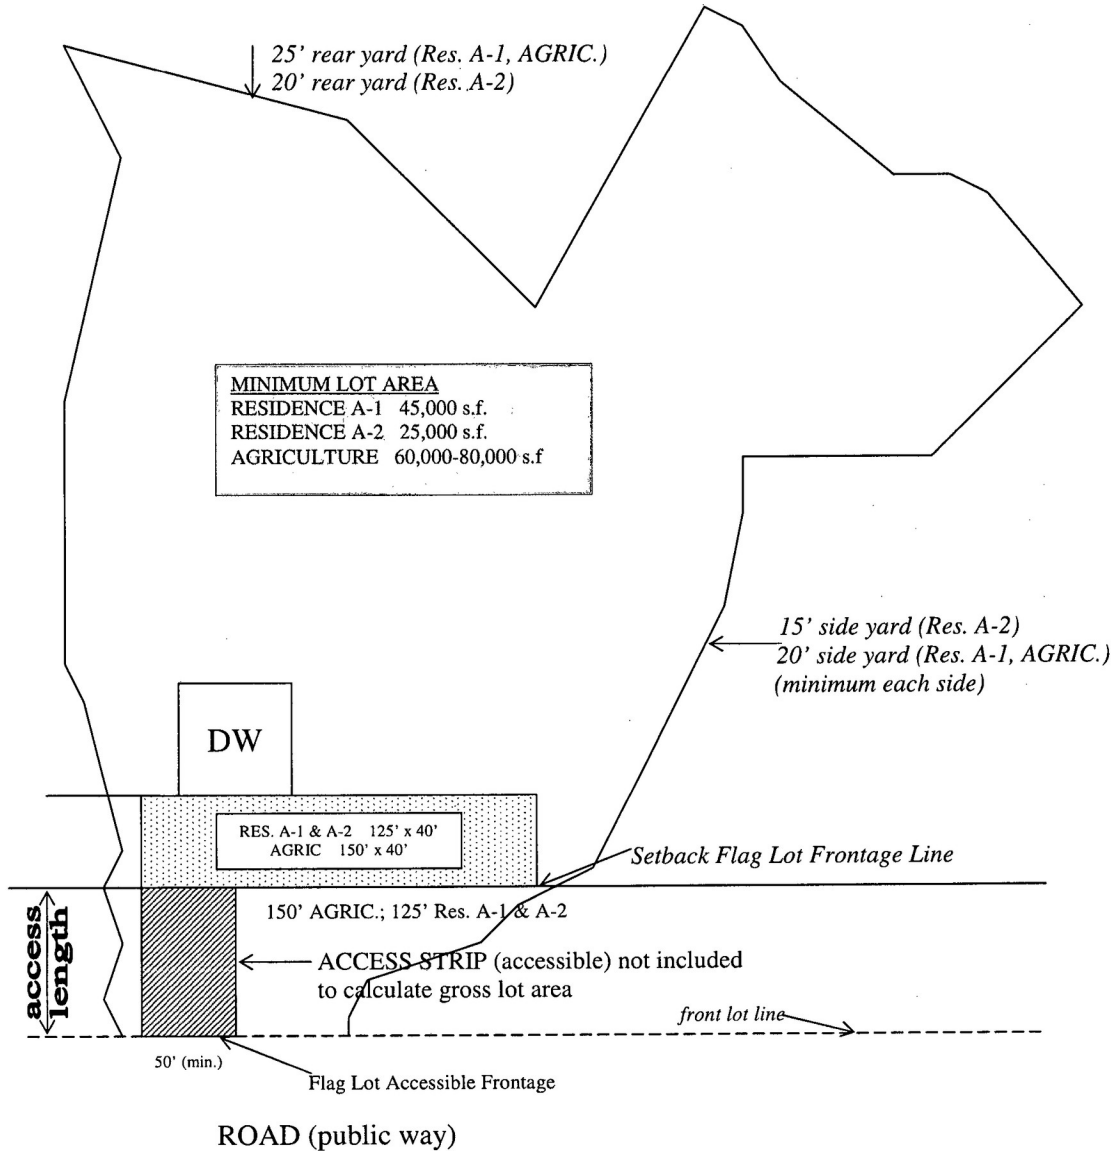 25' rear yard (Res. A-1, AGRIC.)
20' rear yard (Res. A-2)
MINIMUM LOT AREA
RESIDENCE A-1 45,000 s.f.
RESIDENCE A-2 25,000 s.f.
AGRICULTURE 60,000-80,000 s.f
15' side yard (Res. A-2)
20' side yard (Res. A-1, AGRIC.)
(minimum each side)
DW
RES. A-1 & A-2 125' x 40'
AGRIC 150' x 40'
Setback Flag Lot Frontage Line
150' AGRIC.; 125' Res. A-1 & A-2
access
length
ACCESS STRIP (accessible) not included
to calculate gross lot area
front lot line
50' (min.)
Flag Lot Accessible Frontage
ROAD (public way)